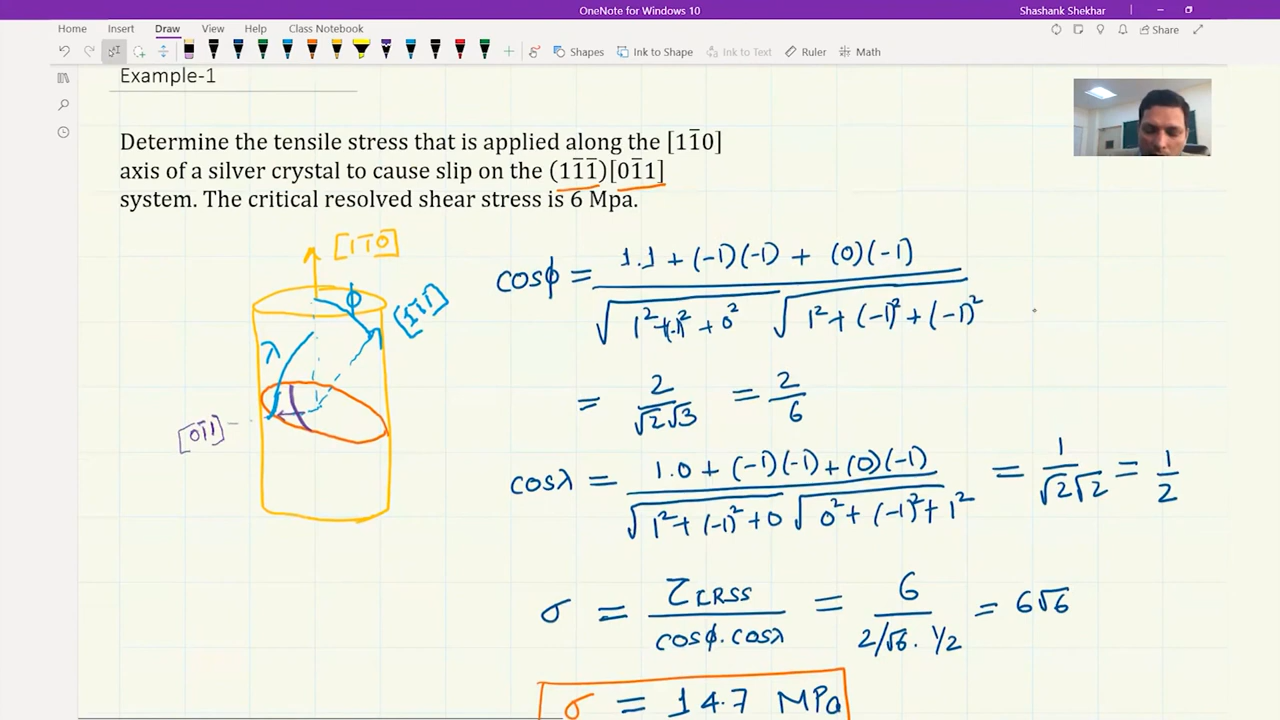 OneNote for Windows 10
Shashank Shekhar
Home Insert Draw View Help Class Notebook
Share
Shapes Ink to Shape Ink to Text Ruler Math
Example-1
Determine the tensile stress that is applied along the [11̅0]
axis of a silver crystal to cause slip on the (11̅1̅)[01̅1]
system. The critical resolved shear stress is 6 Mpa.
[11̅0]
ϕ
[11̅1̅]
λ
[01̅1]
cosϕ = 1.1 + (-1)(-1) + (0)(-1) / √1²+(-1)²+0² √1²+(-1)²+(-1)²
= 2/√2√3 = 2/6
cosλ = 1.0 + (-1)(-1) + (0)(-1) / √1²+(-1)²+0 √0²+(-1)²+1² = 1/√2√2 = 1/2
σ = τCRSS / cosϕ.cosλ = 6 / 2/√6 . 1/2 = 6√6
σ = 14.7 MPa